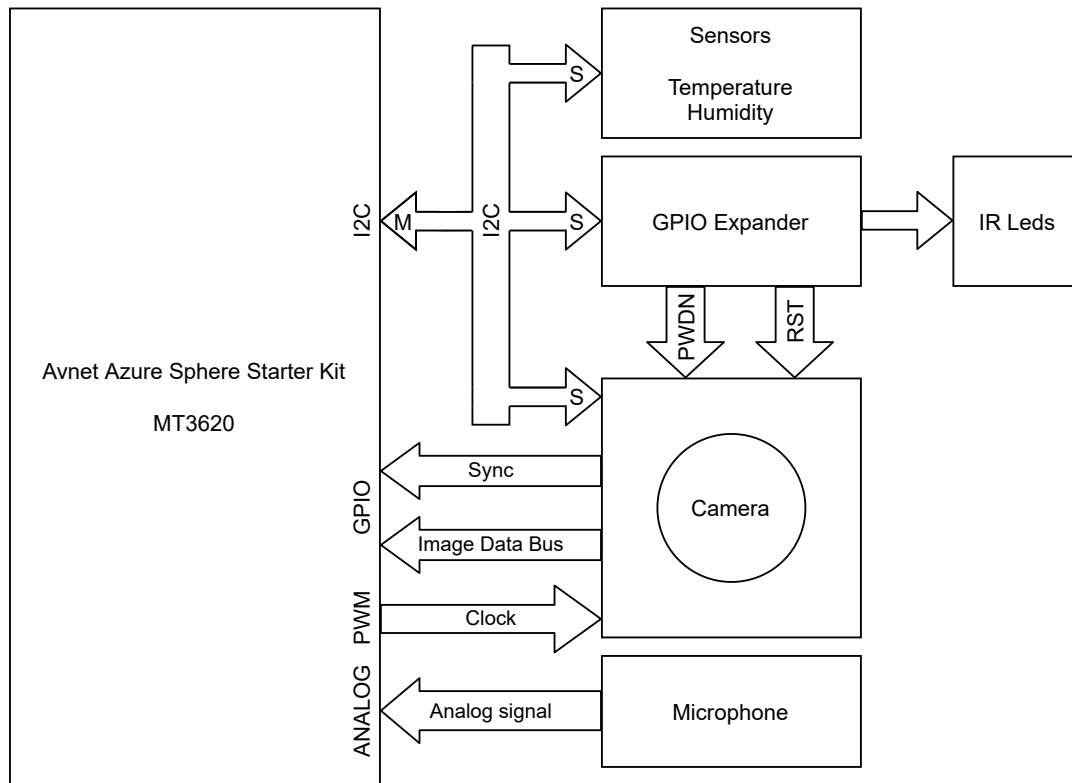 Sensors
Temperature
Humidity
S
I2C
M
I2C
S
GPIO Expander
IR Leds
PWDN
RST
Avnet Azure Sphere Starter Kit
MT3620
S
Sync
GPIO
Camera
Image Data Bus
PWM
Clock
ANALOG
Analog signal
Microphone